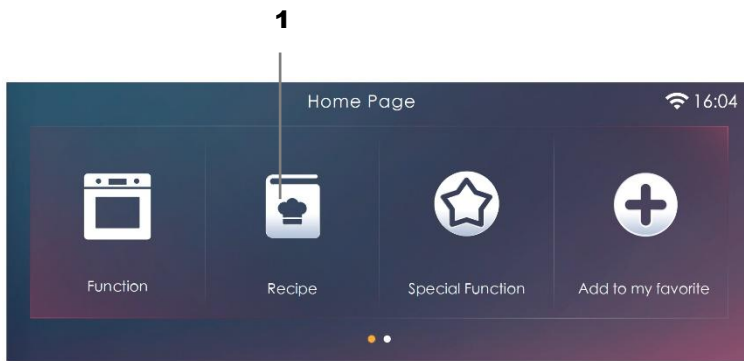 1
Home Page
16:04
Function
Recipe
Special Function
Add to my favorite